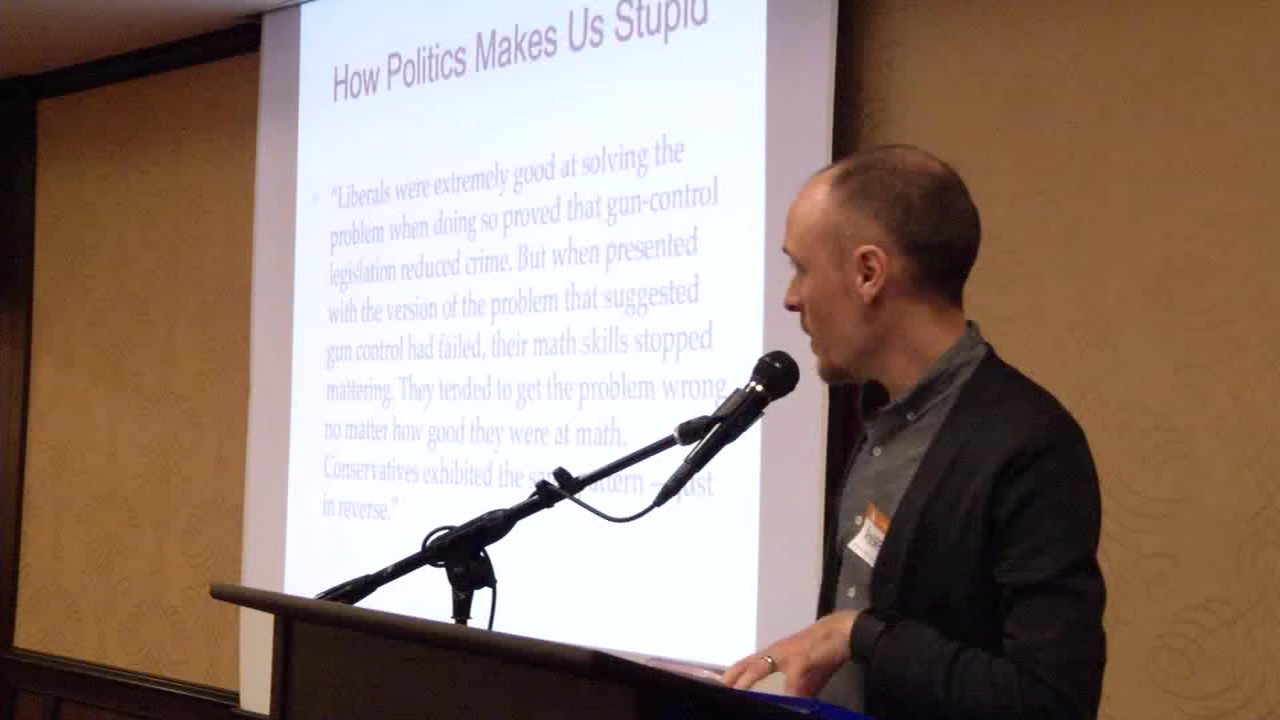 How Politics Makes Us Stupid
"Liberals were extremely good at solving the
problem when doing so proved that gun-control
legislation reduced crime. But when presented
with the version of the problem that suggested
gun control had failed, their math skills stopped
mattering. They tended to get the problem wrong
no matter how good they were at math.
Conservatives exhibited the same pattern — just
in reverse."